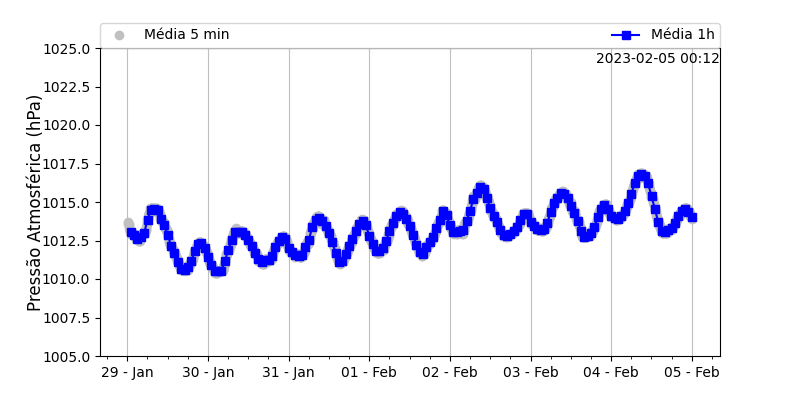 Média 5 min
Média 1h
2023-02-05 00:12
Pressão Atmosférica (hPa)
1025.0
1022.5
1020.0
1017.5
1015.0
1012.5
1010.0
1007.5
1005.0
29 - Jan
30 - Jan
31 - Jan
01 - Feb
02 - Feb
03 - Feb
04 - Feb
05 - Feb